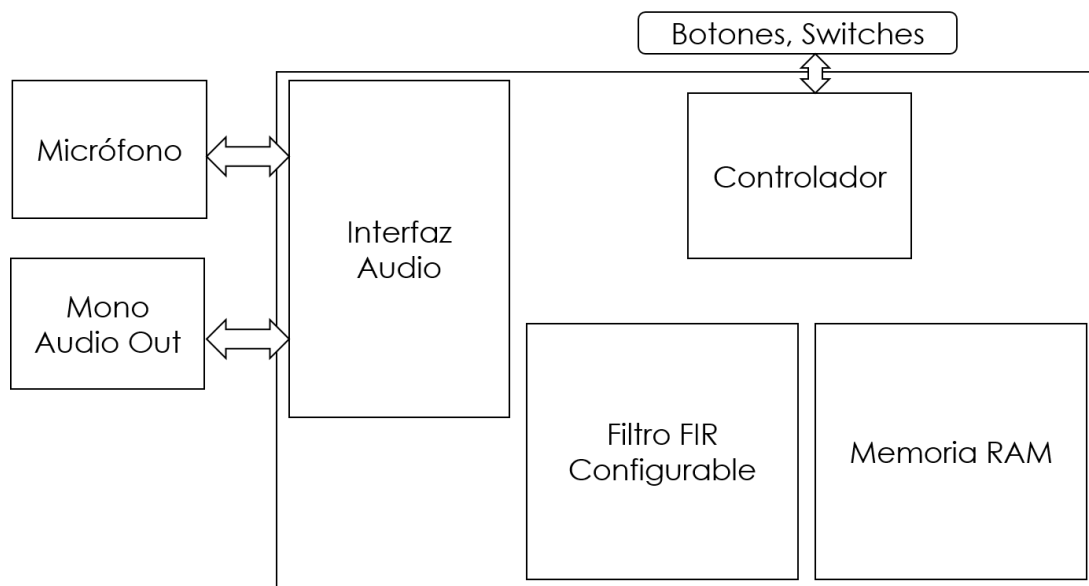 Botones, Switches
Micrófono
Controlador
Interfaz
Audio
Mono
Audio Out
Filtro FIR
Configurable
Memoria RAM